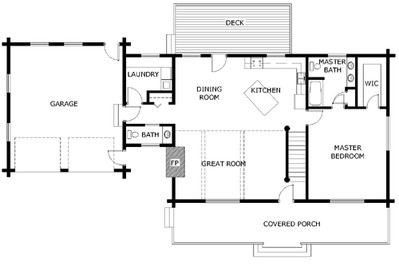 DECK
MASTER
BATH
LAUNDRY
WIC
DINING
ROOM
KITCHEN
GARAGE
BATH
FP
GREAT ROOM
MASTER
BEDROOM
COVERED PORCH